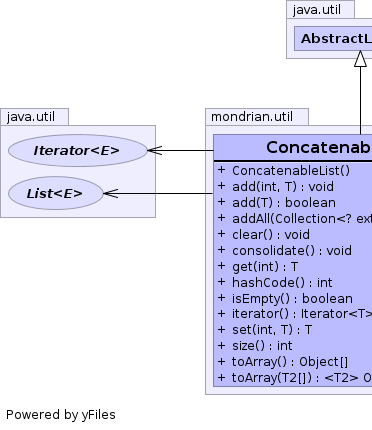 java.util
AbstractL
java.util
Iterator<E>
List<E>
mondrian.util
Concatenab
+ ConcatenableList()
+ add(int, T) : void
+ add(T) : boolean
+ addAll(Collection<? ext
+ clear() : void
+ consolidate() : void
+ get(int) : T
+ hashCode() : int
+ isEmpty() : boolean
+ iterator() : Iterator<T>
+ set(int, T) : T
+ size() : int
+ toArray() : Object[]
+ toArray(T2[]) : <T2> O
Powered by yFiles